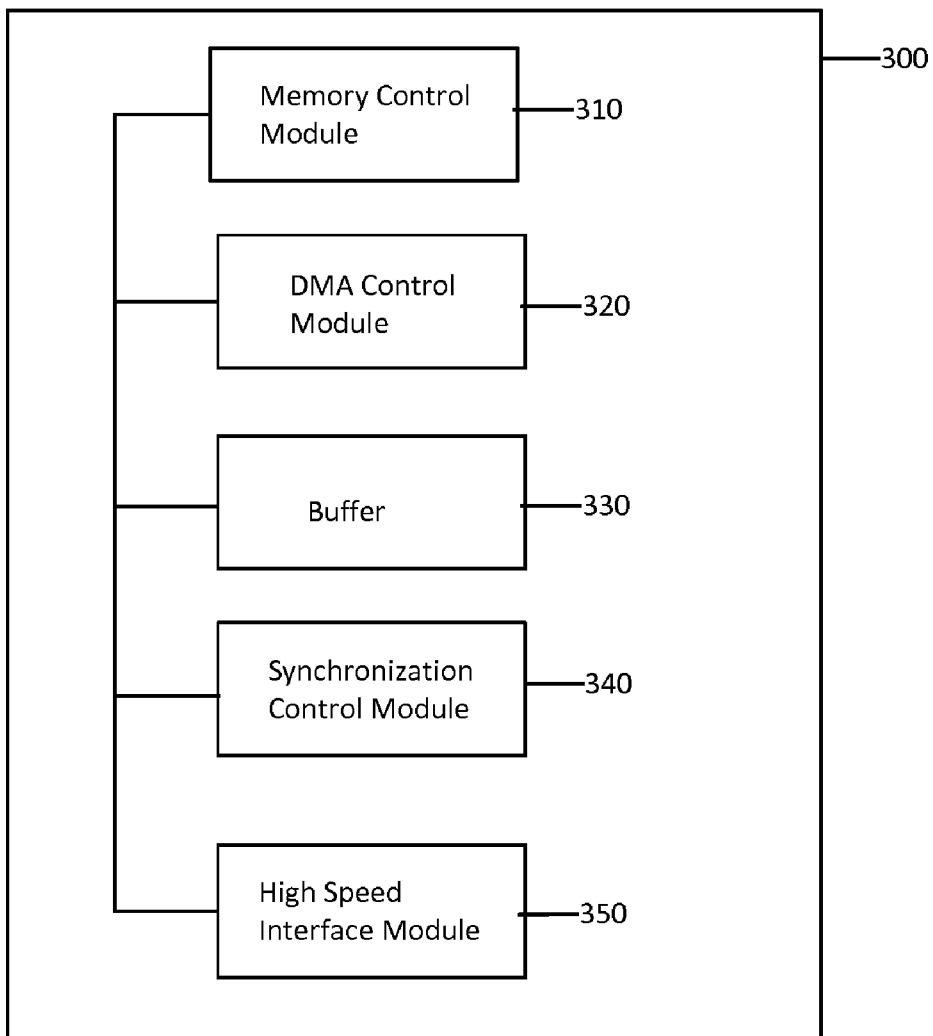 300
Memory Control
Module
310
DMA Control
Module
320
Buffer
330
Synchronization
Control Module
340
High Speed
Interface Module
350